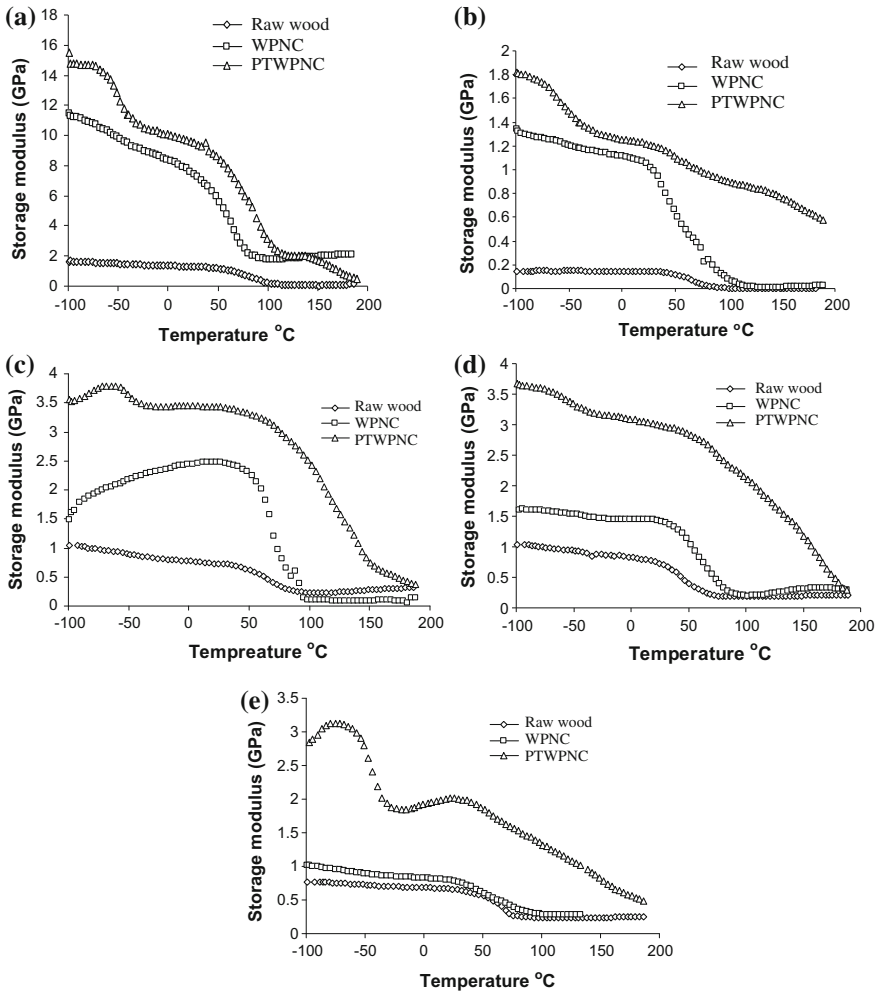 (a)
Storage modulus (GPa)
18
16
14
12
10
8
6
4
2
0
-100 -50 0 50 100 150 200
Temperature °C
Raw wood
WPNC
PTWPNC
(b)
Storage modulus (GPa)
2
1.8
1.6
1.4
1.2
1
0.8
0.6
0.4
0.2
0
-100 -50 0 50 100 150 200
Temperature °C
Raw wood
WPNC
PTWPNC
(c)
Storage modulus (GPa)
4
3.5
3
2.5
2
1.5
1
0.5
0
-100 -50 0 50 100 150 200
Tempreature °C
Raw wood
WPNC
PTWPNC
(d)
Storage modulus (GPa)
4
3.5
3
2.5
2
1.5
1
0.5
0
-100 -50 0 50 100 150 200
Temperature °C
Raw wood
WPNC
PTWPNC
(e)
Storage modulus (GPa)
3.5
3
2.5
2
1.5
1
0.5
0
-100 -50 0 50 100 150 200
Temperature °C
Raw wood
WPNC
PTWPNC